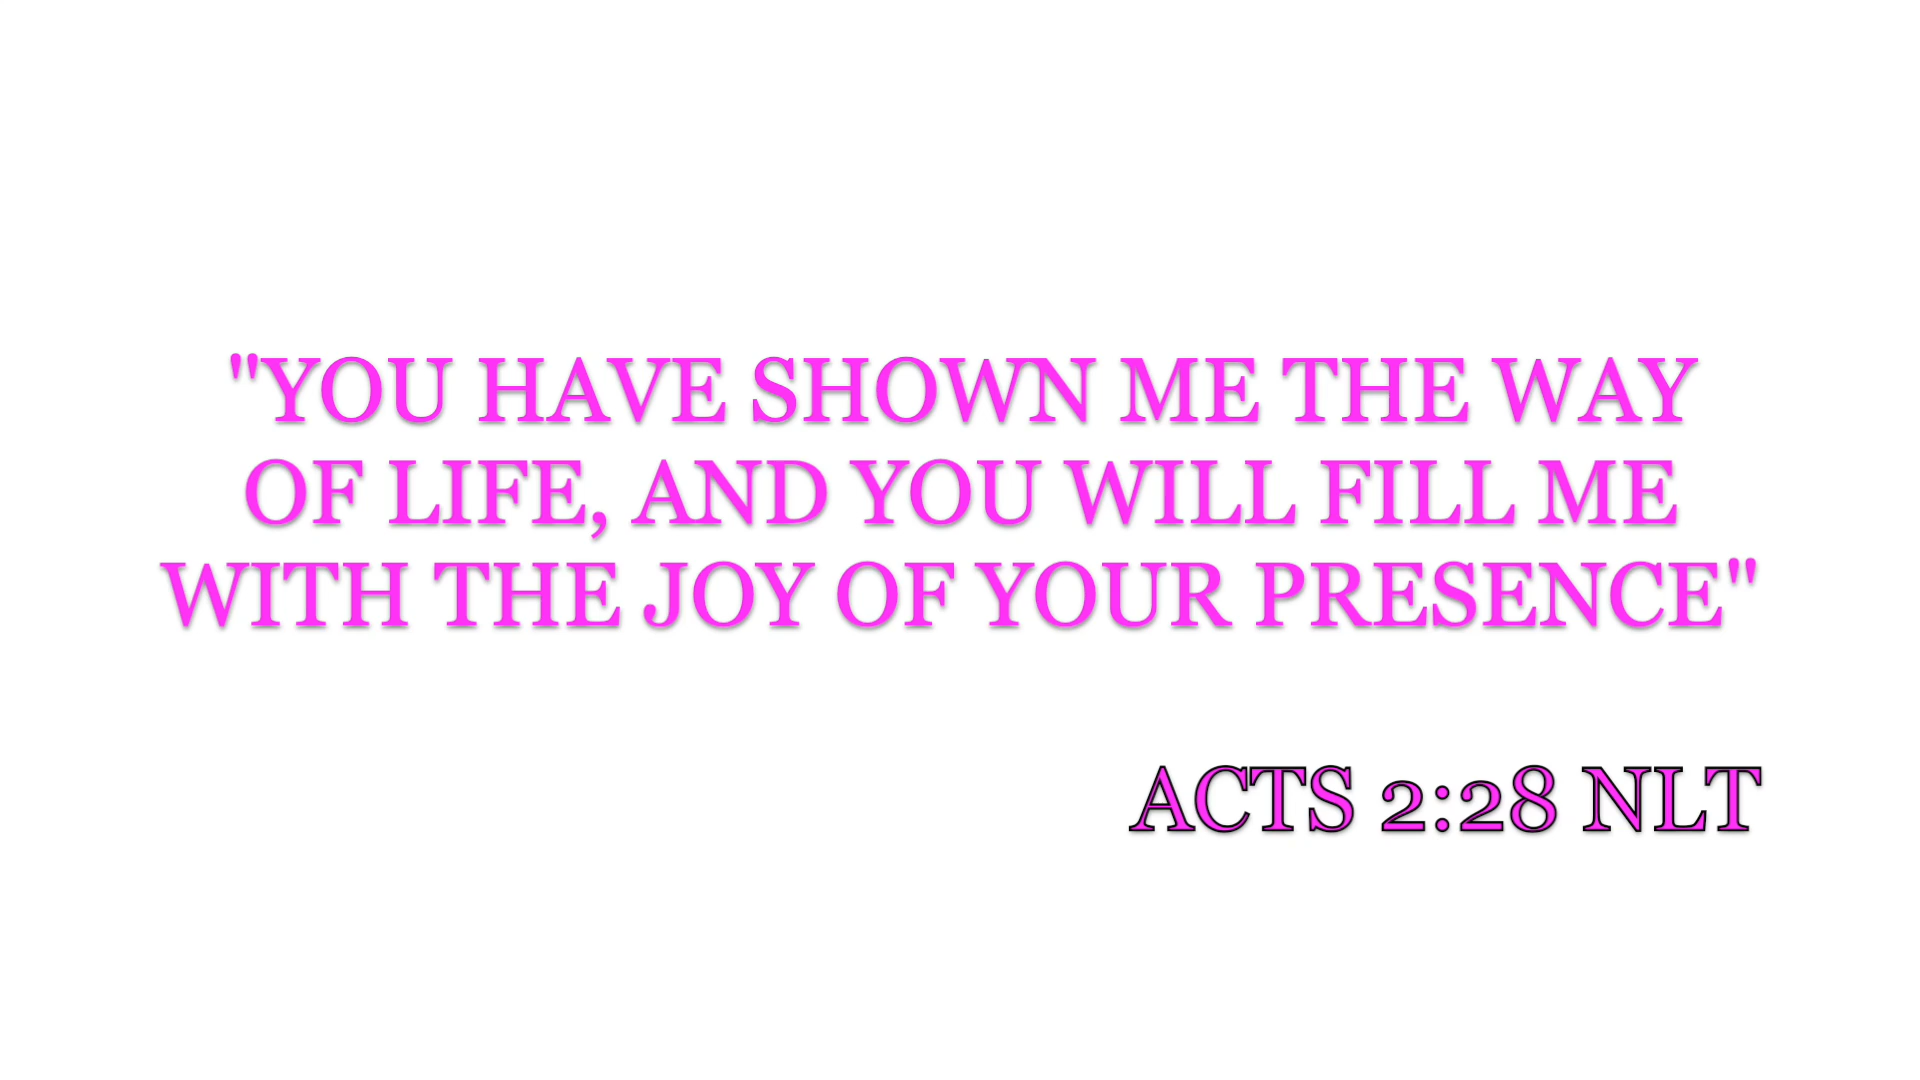 "YOU HAVE SHOWN ME THE WAY
OF LIFE, AND YOU WILL FILL ME
WITH THE JOY OF YOUR PRESENCE"
ACTS 2:28 NLT